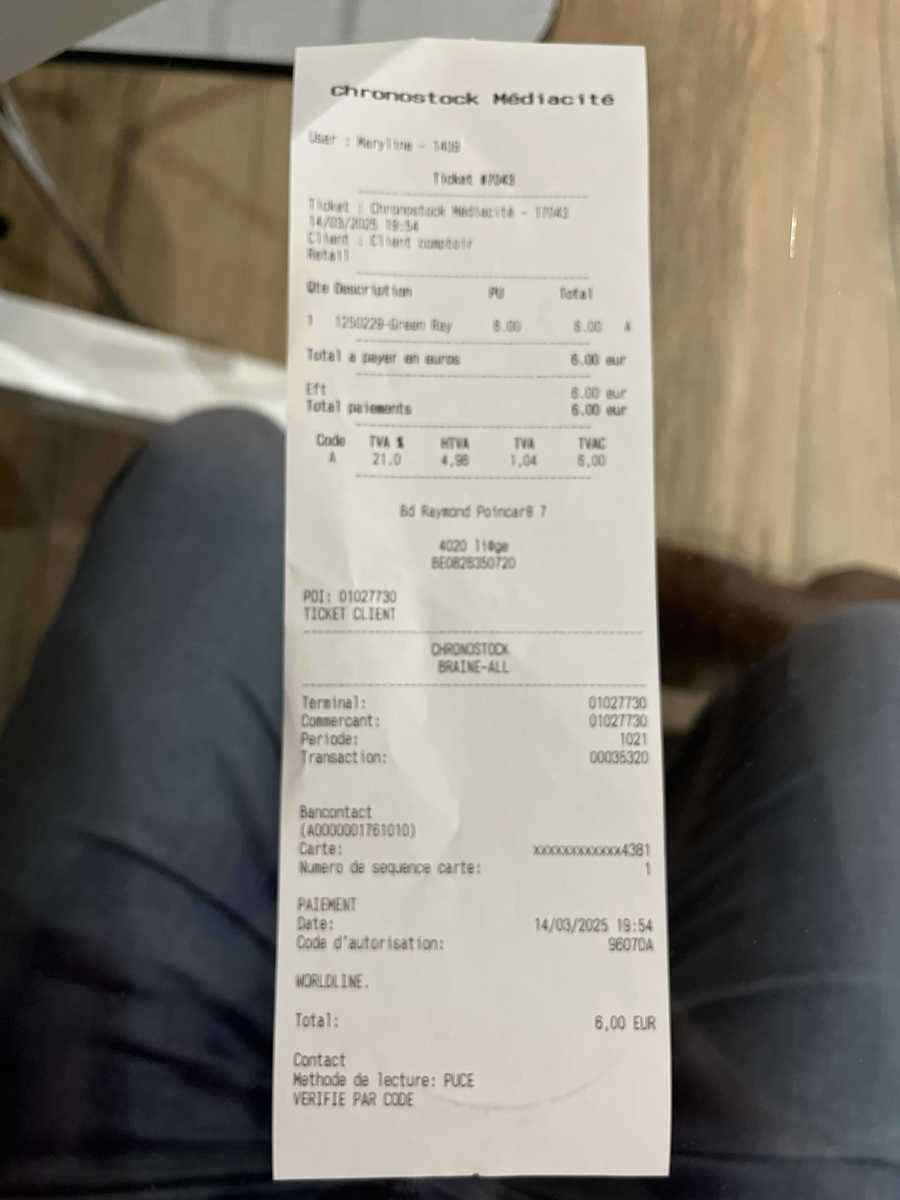 Chronostock Médiacité
User : Maryline - 1409
Ticket #17043
Ticket : Chronostock Médiacité - 17043
14/03/2025 19:54
Client : Client comptoir
Retail
Qte Description PU Total
1 1250229-Green Ray 6.00 6.00 A
Total a payer en euros 6.00 eur
Eft 6.00 eur
Total paiements 6.00 eur
Code TVA % HTVA TVA TVAC
A 21.0 4,96 1,04 6,00
Bd Raymond Poincar0 7
4020 li0ge
BE0826350720
POI: 01027730
TICKET CLIENT
CHRONOSTOCK
BRAINE-ALL
Terminal: 01027730
Commercant: 01027730
Periode: 1021
Transaction: 00035320
Bancontact
(A0000001761010)
Carte: xxxxxxxxxxxx4381
Numero de sequence carte: 1
PAIEMENT
Date: 14/03/2025 19:54
Code d'autorisation: 9607DA
WORLDLINE.
Total: 6,00 EUR
Contact
Methode de lecture: PUCE
VERIFIE PAR CODE